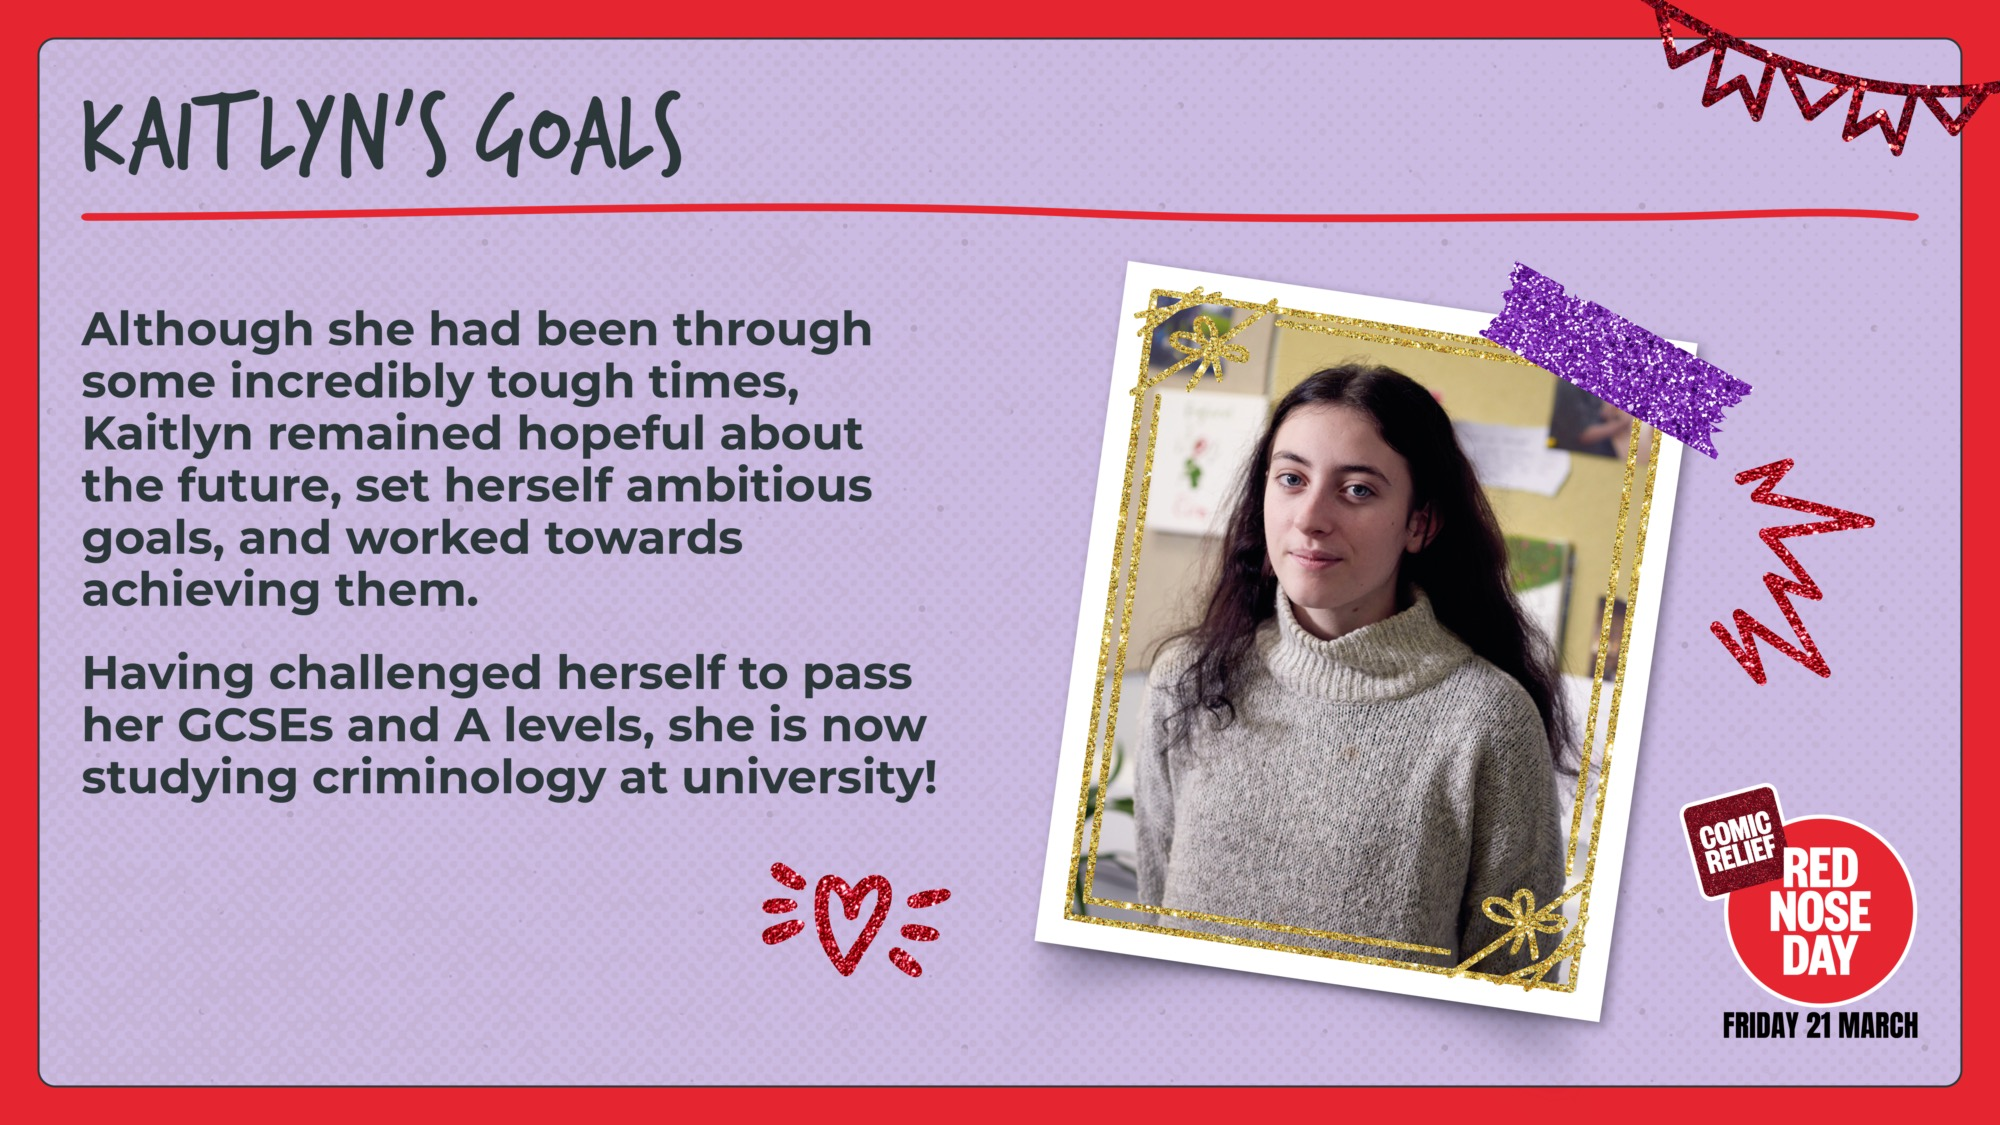 KAITLYN'S GOALS
Although she had been through
some incredibly tough times,
Kaitlyn remained hopeful about
the future, set herself ambitious
goals, and worked towards
achieving them.
Having challenged herself to pass
her GCSEs and A levels, she is now
studying criminology at university!
COMIC
RELIEF
RED
NOSE
DAY
FRIDAY 21 MARCH